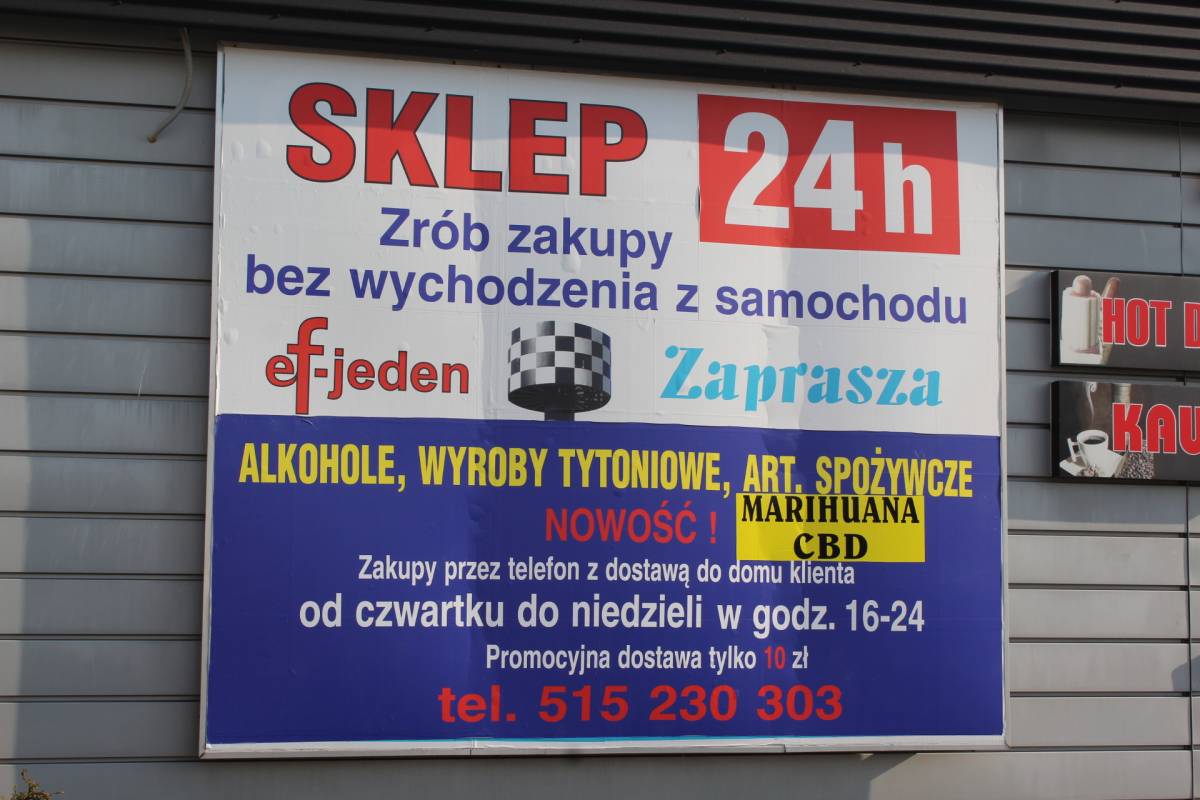 SKLEP 24h
Zrób zakupy
bez wychodzenia z samochodu
ef-jeden Zaprasza
ALKOHOLE, WYROBY TYTONIOWE, ART. SPOŻYWCZE
NOWOŚĆ ! MARIHUANA
CBD
Zakupy przez telefon z dostawą do domu klienta
od czwartku do niedzieli w godz. 16-24
Promocyjna dostawa tylko 10 zł
tel. 515 230 303
HOT